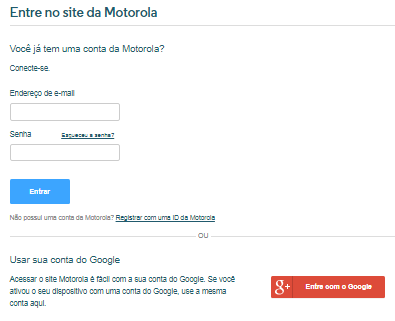 Entre no site da Motorola
Você já tem uma conta da Motorola?
Conecte-se.
Endereço de e-mail
Senha Esqueceu a senha?
Entrar
Não possui uma conta da Motorola? Registrar com uma ID da Motorola
OU
Usar sua conta do Google
Acessar o site Motorola é fácil com a sua conta do Google. Se você
ativou o seu dispositivo com uma conta do Google, use a mesma
conta aqui.
g+ Entre com o Google